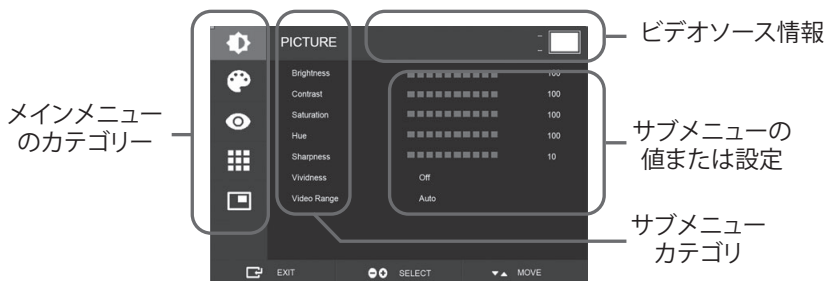 PICTURE
ビデオソース情報
Brightness 100
Contrast 100
Saturation 100
Hue 100
Sharpness 10
Vividness Off
Video Range Auto
EXIT SELECT MOVE
メインメニュー
のカテゴリー
サブメニューの
値または設定
サブメニュー
カテゴリ